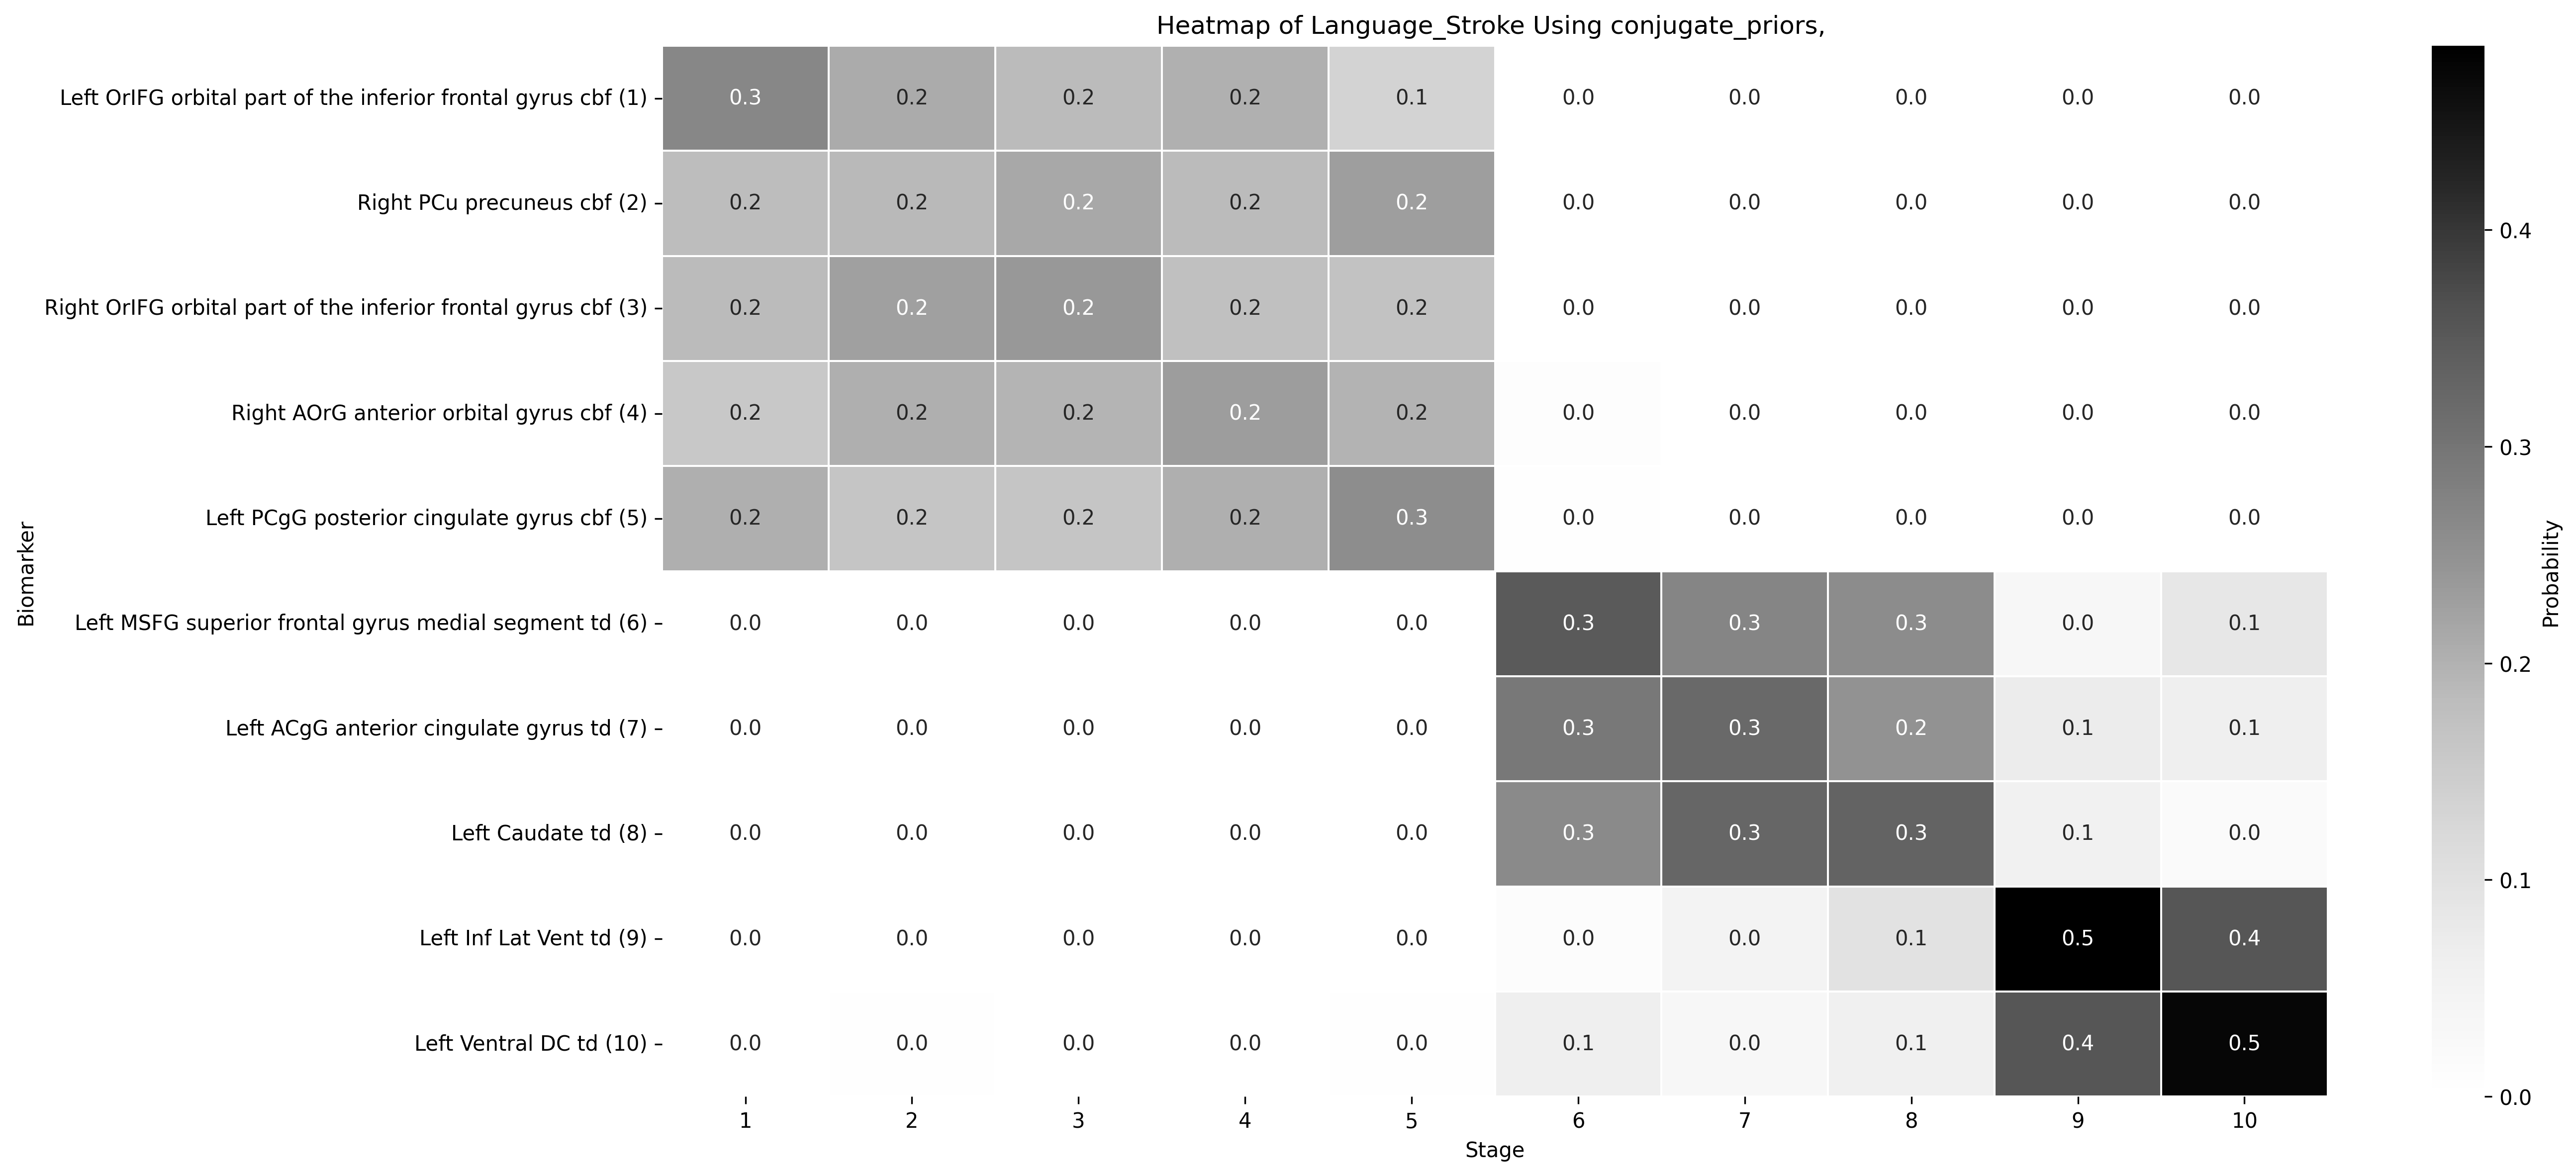 Heatmap of Language_Stroke Using conjugate_priors,
Left OrIFG orbital part of the inferior frontal gyrus cbf (1) 0.3 0.2 0.2 0.2 0.1 0.0 0.0 0.0 0.0 0.0
Right PCu precuneus cbf (2) 0.2 0.2 0.2 0.2 0.2 0.0 0.0 0.0 0.0 0.0
Right OrIFG orbital part of the inferior frontal gyrus cbf (3) 0.2 0.2 0.2 0.2 0.2 0.0 0.0 0.0 0.0 0.0
Right AOrG anterior orbital gyrus cbf (4) 0.2 0.2 0.2 0.2 0.2 0.0 0.0 0.0 0.0 0.0
Left PCgG posterior cingulate gyrus cbf (5) 0.2 0.2 0.2 0.2 0.3 0.0 0.0 0.0 0.0 0.0
Left MSFG superior frontal gyrus medial segment td (6) 0.0 0.0 0.0 0.0 0.0 0.3 0.3 0.3 0.0 0.1
Left ACgG anterior cingulate gyrus td (7) 0.0 0.0 0.0 0.0 0.0 0.3 0.3 0.2 0.1 0.1
Left Caudate td (8) 0.0 0.0 0.0 0.0 0.0 0.3 0.3 0.3 0.1 0.0
Left Inf Lat Vent td (9) 0.0 0.0 0.0 0.0 0.0 0.0 0.0 0.1 0.5 0.4
Left Ventral DC td (10) 0.0 0.0 0.0 0.0 0.0 0.1 0.0 0.1 0.4 0.5
1 2 3 4 5 6 7 8 9 10
Stage
Biomarker
0.4
0.3
0.2
0.1
0.0
Probability